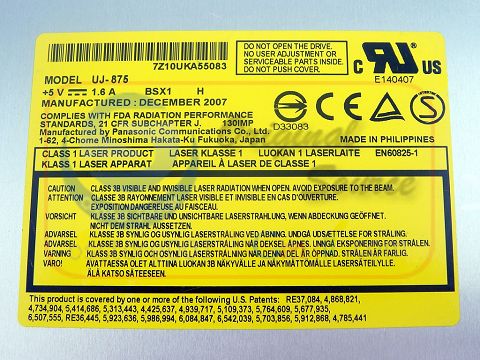 7Z10UKA55083
DO NOT OPEN THE DRIVE.
RISK OF EXPOSURE TO
RADIATION AND NO
USER-ADJUSTMENT INSIDE
C UR US
E140407
MODEL UJ-875
+5 V 1.6 A BSX1 H
MANUFACTURED : DECEMBER 2007
COMPLIES WITH FDA RADIATION PERFORMANCE
STANDARDS, 21 CFR SUBCHAPTER J. 130IMP
Manufactured by Panasonic Communications Co., Ltd.
1-62, 4-Chome Minoshima Hakata-Ku Fukuoka, Japan
D33083
MADE IN PHILIPPINES
CLASS 1 LASER PRODUCT LASER KLASSE 1 LUOKAN 1 LASERLAITE EN60825-1
CLASS 1 LASER APPARAT APPAREIL À LASER DE CLASSE 1
CAUTION CLASS 3B VISIBLE AND INVISIBLE LASER RADIATION WHEN OPEN. AVOID EXPOSURE TO THE BEAM.
ATTENTION CLASS 3B RAYONNEMENT LASER VISIBLE ET INVISIBLE EN CAS D'OUVERTURE.
EXPOSITION DANGEREUSE AU FAISCEAU.
VORSICHT KLASSE 3B SICHTBARE UND UNSICHTBARE LASERSTRAHLUNG, WENN ABDECKUNG GEÖFFNET.
NICHT DEM STRAHL AUSSETZEN.
ADVARSEL KLASSE 3B SYNLIG OG USYNLIG LASERSTRÅLING VED ÅBNING. UNDGÅ UDSÆTTELSE FOR STRÅLING.
ADVARSEL KLASSE 3B SYNLIG OG USYNLIG LASERSTRÅLING NÅR DEKSEL ÅPNES. UNNGÅ EKSPONERING FOR STRÅLEN.
VARNING KLASS 3B SYNLIG OCH OSYNLIG LASERSTRÅLNING NÄR DENNA DEL ÄR ÖPPNAD. STRÅLEN ÄR FARLIG.
VARO! AVATTAESSA OLET ALTTIINA LUOKAN 3B NÄKYVÄLLE JA NÄKYMÄTTÖMÄLLE LASERSÄTEILYLLE.
ÄLÄ KATSO SÄTEESEEN.
This product is covered by one or more of the following U.S. Patents: RE37,084, 4,868,821,
4,734,904, 5,414,686, 5,313,443, 4,425,637, 4,939,717, 5,109,373, 5,764,609, 5,677,935,
6,507,555, RE36,445, 5,923,636, 5,986,994, 6,084,847, 6,542,039, 5,703,856, 5,912,868, 4,785,441